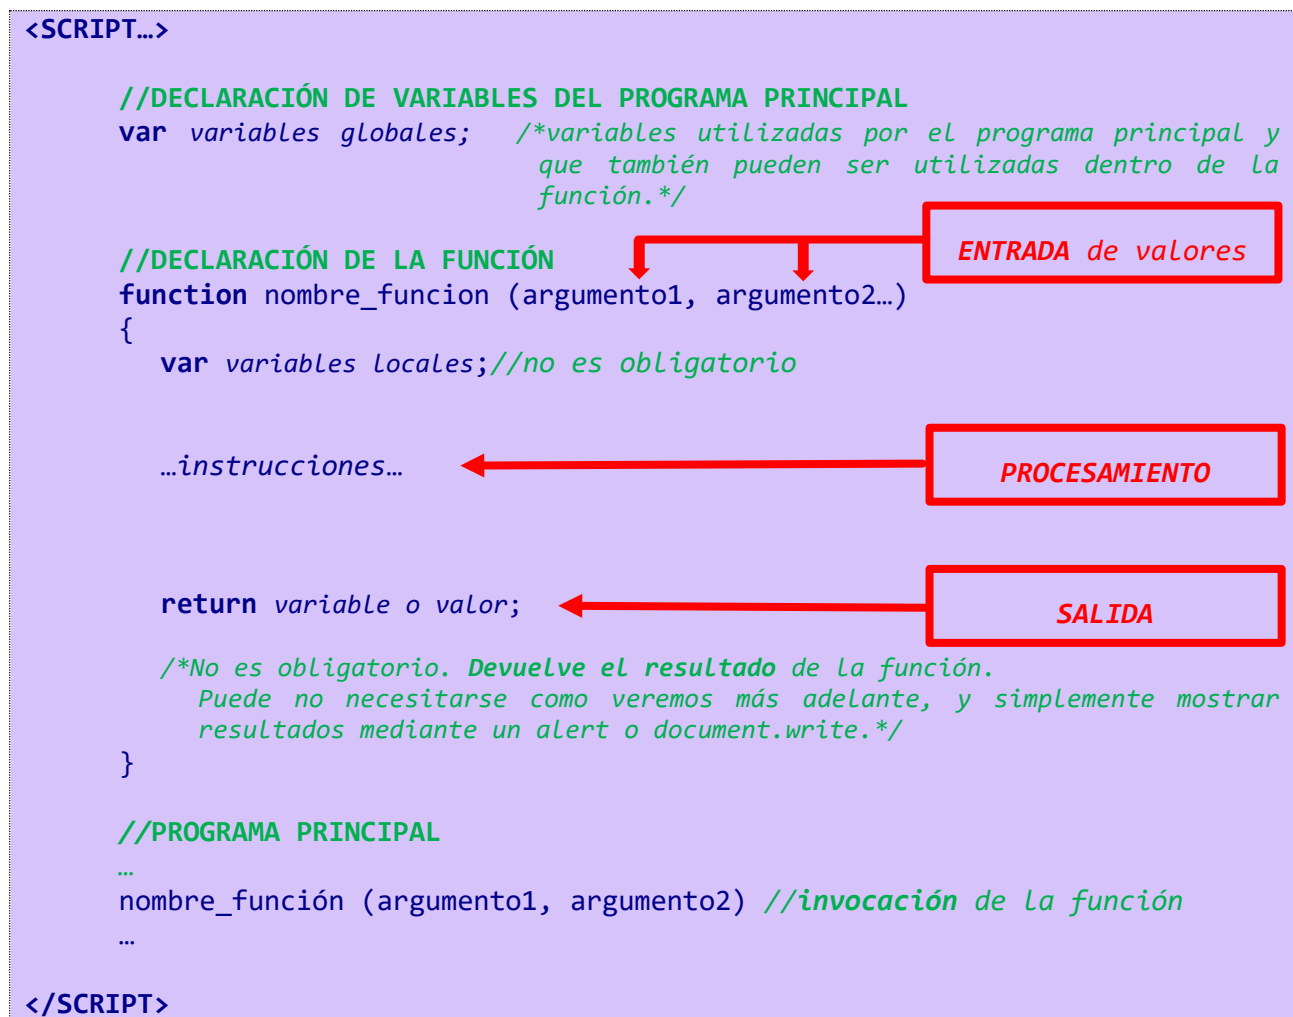 <SCRIPT…>
//DECLARACIÓN DE VARIABLES DEL PROGRAMA PRINCIPAL
var variables globales; /*variables utilizadas por el programa principal y
que también pueden ser utilizadas dentro de la
función.*/
ENTRADA de valores
//DECLARACIÓN DE LA FUNCIÓN
function nombre_funcion (argumento1, argumento2…)
{
var variables locales;//no es obligatorio
…instrucciones…
PROCESAMIENTO
return variable o valor;
SALIDA
/*No es obligatorio. Devuelve el resultado de la función.
Puede no necesitarse como veremos más adelante, y simplemente mostrar
resultados mediante un alert o document.write.*/
}
//PROGRAMA PRINCIPAL
…
nombre_función (argumento1, argumento2) //invocación de la función
…
</SCRIPT>